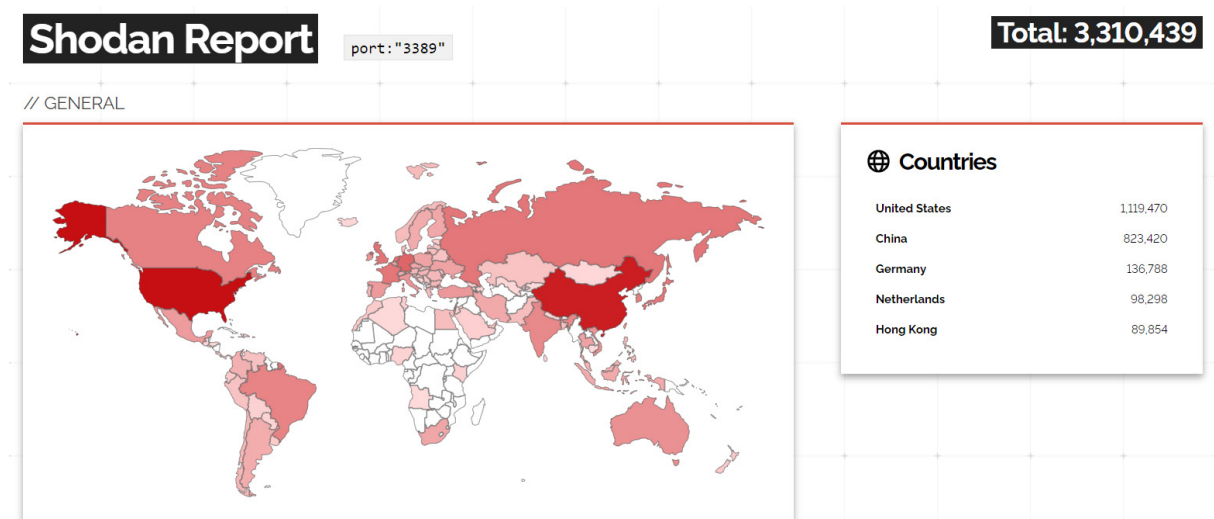 Shodan Report
port:"3389"
Total: 3,310,439
// GENERAL
Countries
United States 1,119,470
China 823,420
Germany 136,788
Netherlands 98,298
Hong Kong 89,854